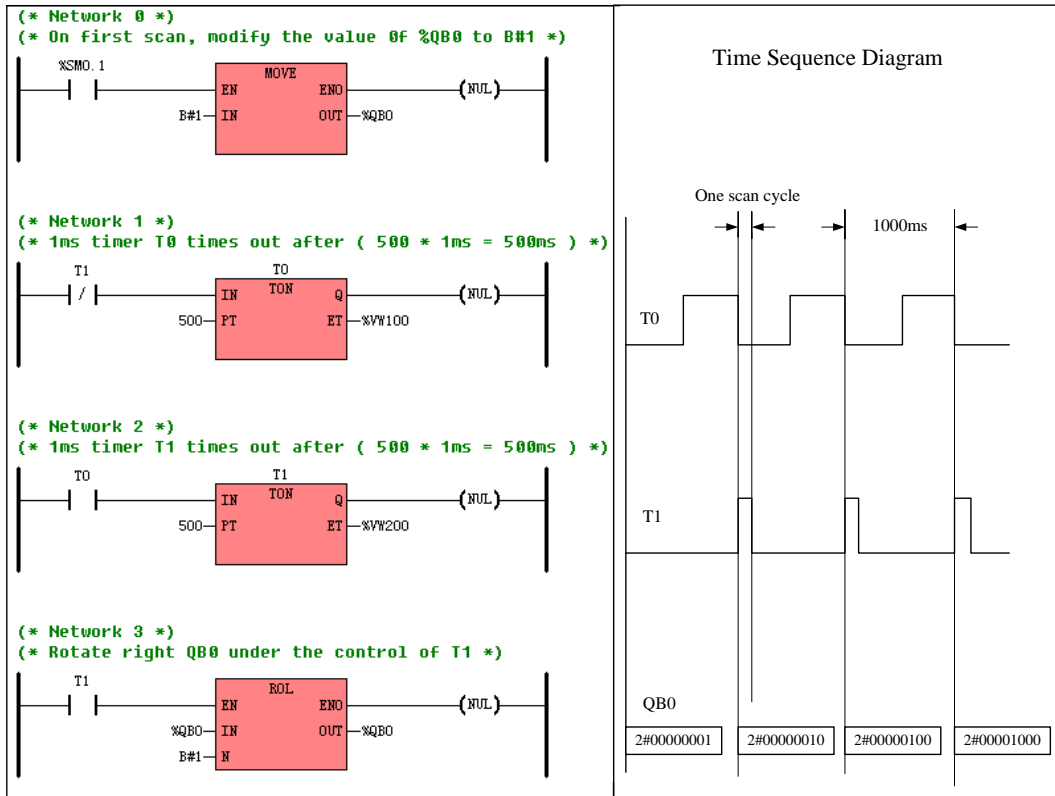 (* Network 0 *)
(* On first scan, modify the value 0f %QB0 to B#1 *)
%SM0.1
MOVE
EN ENO (NUL)
B#1 IN OUT %QB0
(* Network 1 *)
(* 1ms timer T0 times out after ( 500 * 1ms = 500ms ) *)
T1 T0
/ IN TON Q (NUL)
500 PT ET %VW100
(* Network 2 *)
(* 1ms timer T1 times out after ( 500 * 1ms = 500ms ) *)
T0 T1
IN TON Q (NUL)
500 PT ET %VW200
(* Network 3 *)
(* Rotate right QB0 under the control of T1 *)
T1
ROL
EN ENO (NUL)
%QB0 IN OUT %QB0
B#1 N
Time Sequence Diagram
One scan cycle
1000ms
T0
T1
QB0
2#00000001 2#00000010 2#00000100 2#00001000